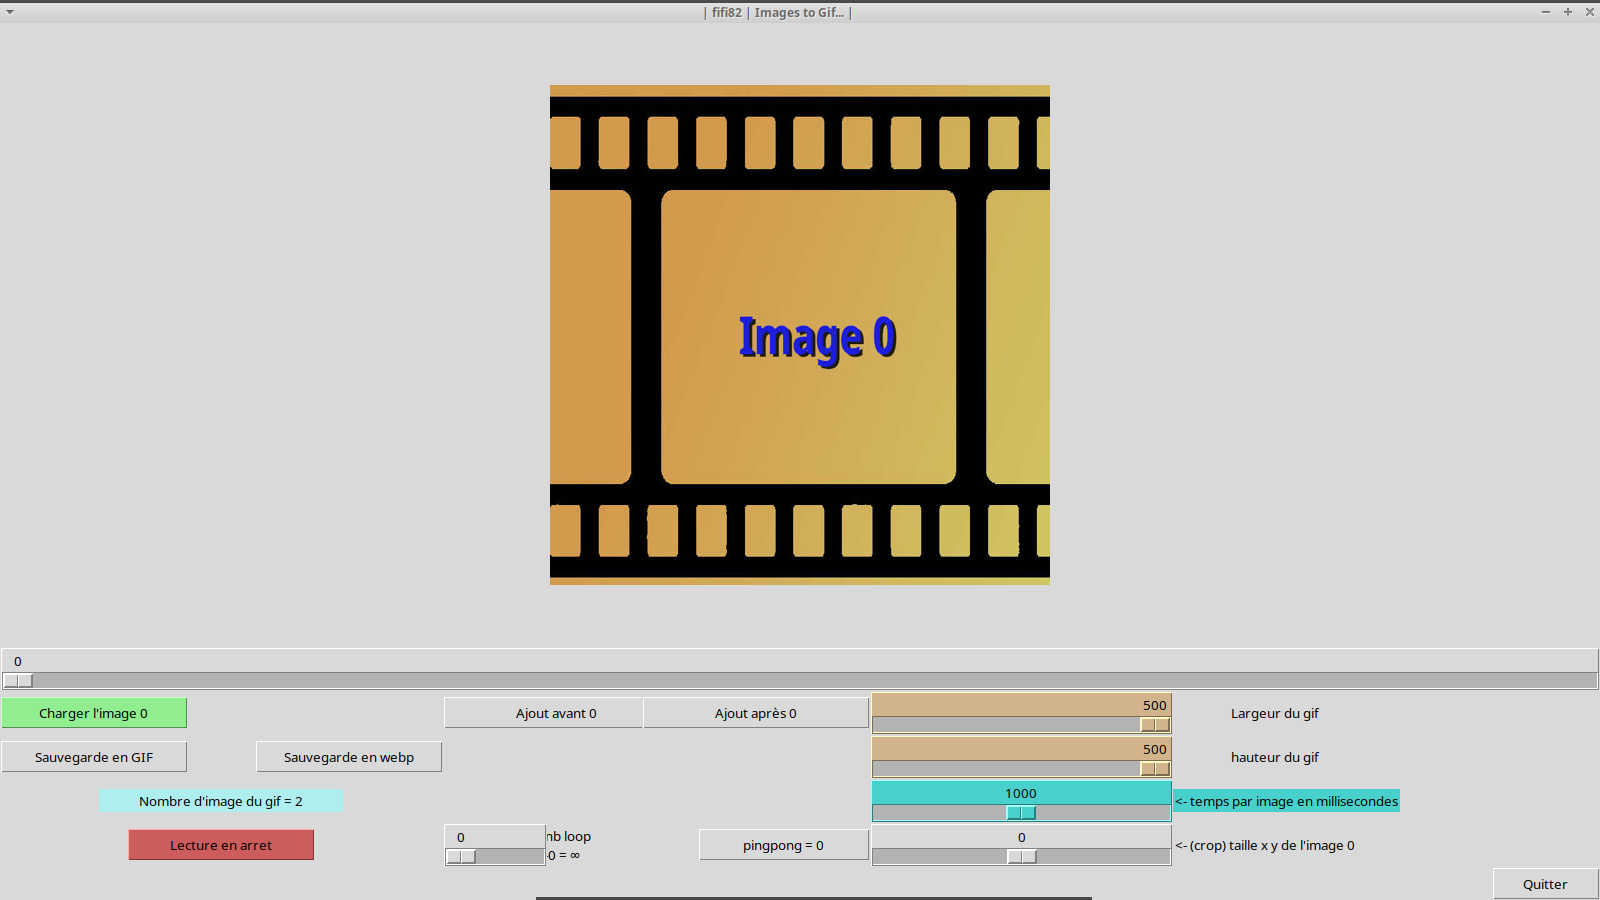 | fifi82 | Images to Gif... |
Image 0
0
Charger l'image 0
Ajout avant 0
Ajout après 0
500
Largeur du gif
Sauvegarde en GIF
Sauvegarde en webp
500
hauteur du gif
Nombre d'image du gif = 2
1000
<- temps par image en millisecondes
Lecture en arret
0
nb loop
0 = ∞
pingpong = 0
0
<- (crop) taille x y de l'image 0
Quitter